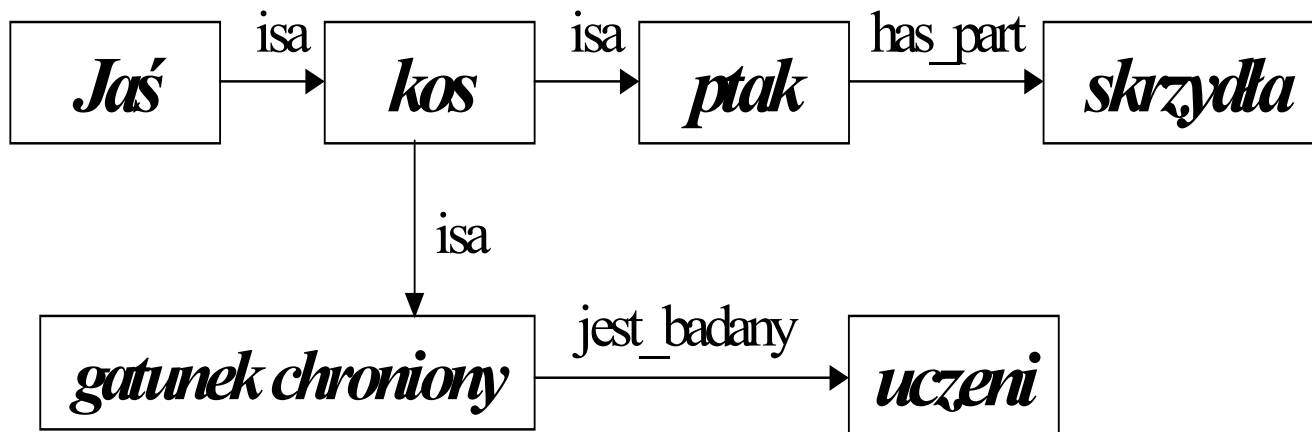 isa isa has_part
Jaś kos ptak skrzydła
isa
jest_badany
gatunek chroniony uczeni